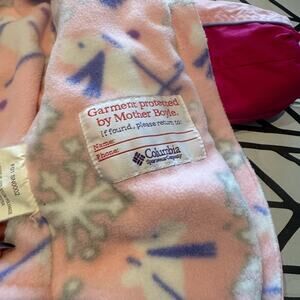 Garment protected
by Mother Boyle.
If found, please return to:
Name:
Phone:
Columbia
Sportswear Company